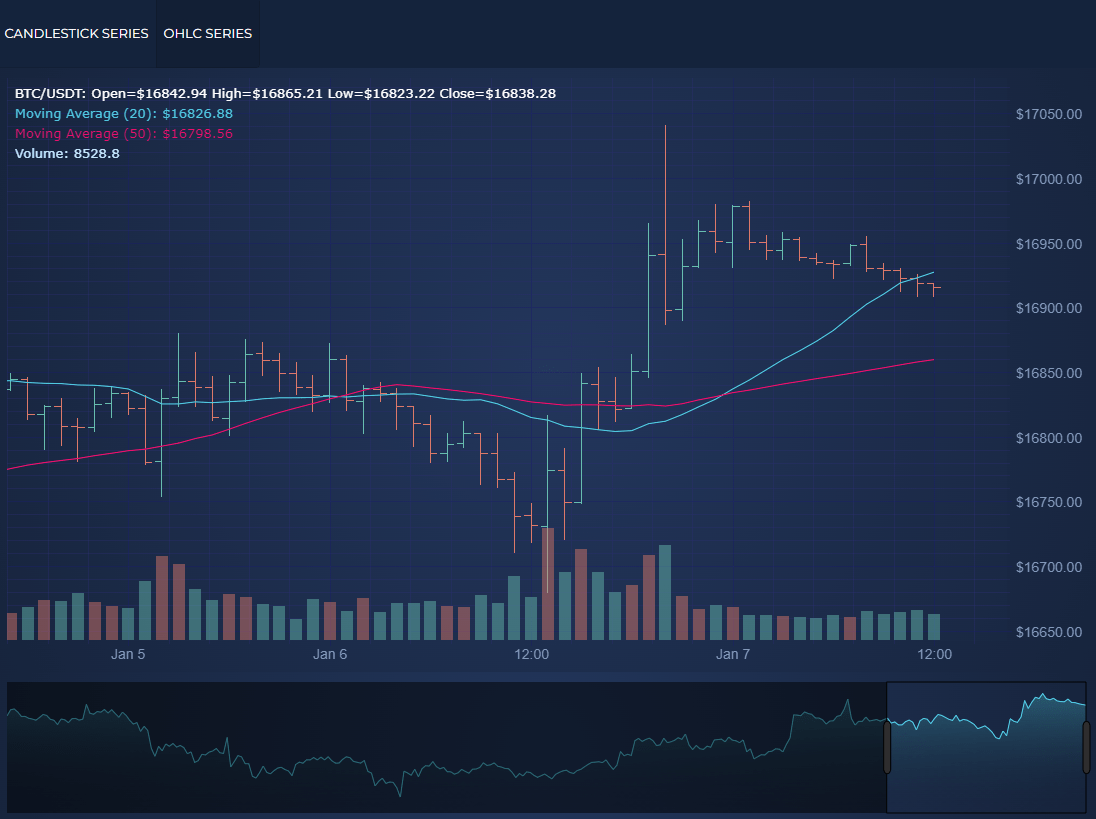 CANDLESTICK SERIES OHLC SERIES
BTC/USDT: Open=$16842.94 High=$16865.21 Low=$16823.22 Close=$16838.28
Moving Average (20): $16826.88
Moving Average (50): $16798.56
Volume: 8528.8
$17050.00
$17000.00
$16950.00
$16900.00
$16850.00
$16800.00
$16750.00
$16700.00
$16650.00
Jan 5 Jan 6 12:00 Jan 7 12:00